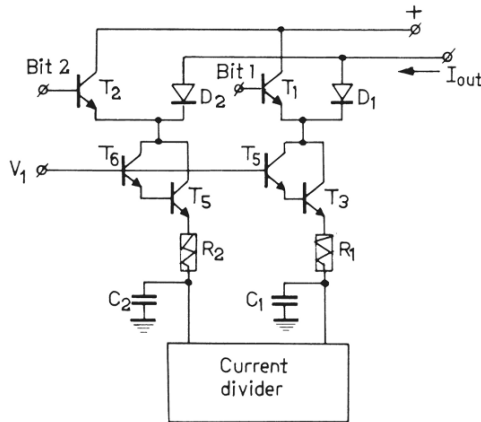 +
Bit 2
Bit 1
Iout
T2
D2
T1
D1
V1
T6
T5
T5
T3
R2
R1
C2
C1
Current
divider